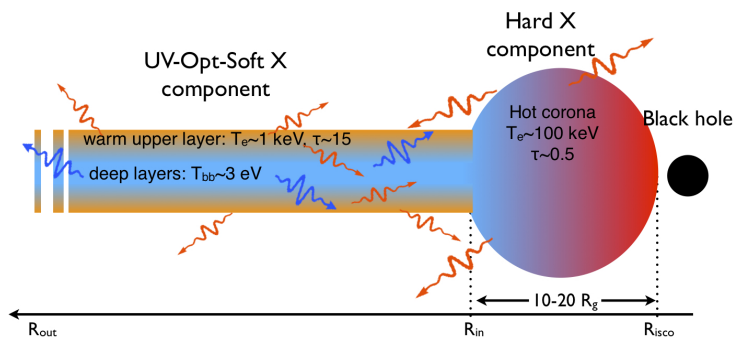 Hard X
component
UV-Opt-Soft X
component
Hot corona
Tₑ~100 keV
τ~0.5
Black hole
warm upper layer: Tₑ~1 keV, τ~15
deep layers: T_bb~3 eV
10-20 R_g
R_out
R_in
R_isco